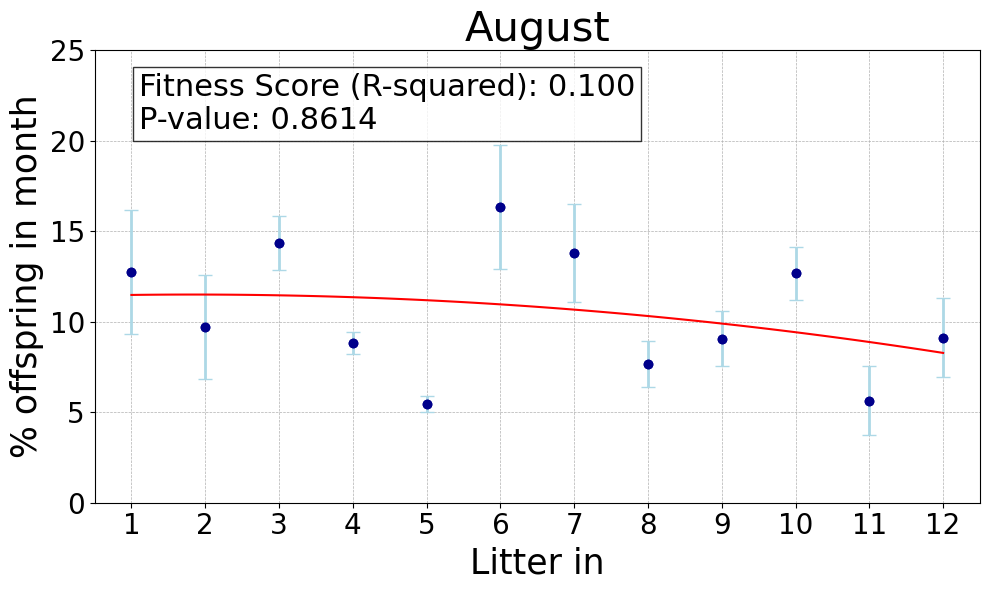 August
Fitness Score (R-squared): 0.100
P-value: 0.8614
% offspring in month
25
20
15
10
5
0
1 2 3 4 5 6 7 8 9 10 11 12
Litter in